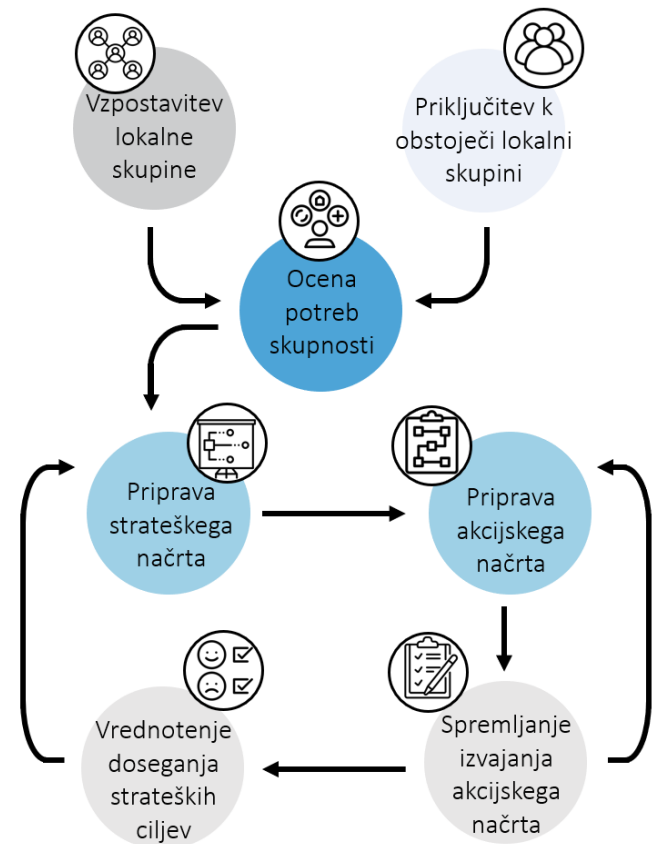 Vzpostavitev
lokalne
skupine
Priključitev k
obstoječi lokalni
skupini
Ocena
potreb
skupnosti
Priprava
strateškega
načrta
Priprava
akcijskega
načrta
Vrednotenje
doseganja
strateških
ciljev
Spremljanje
izvajanja
akcijskega
načrta